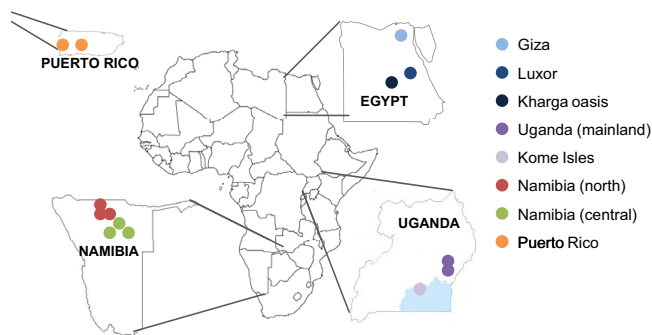 PUERTO RICO
EGYPT
NAMIBIA
UGANDA
Giza
Luxor
Kharga oasis
Uganda (mainland)
Kome Isles
Namibia (north)
Namibia (central)
Puerto Rico